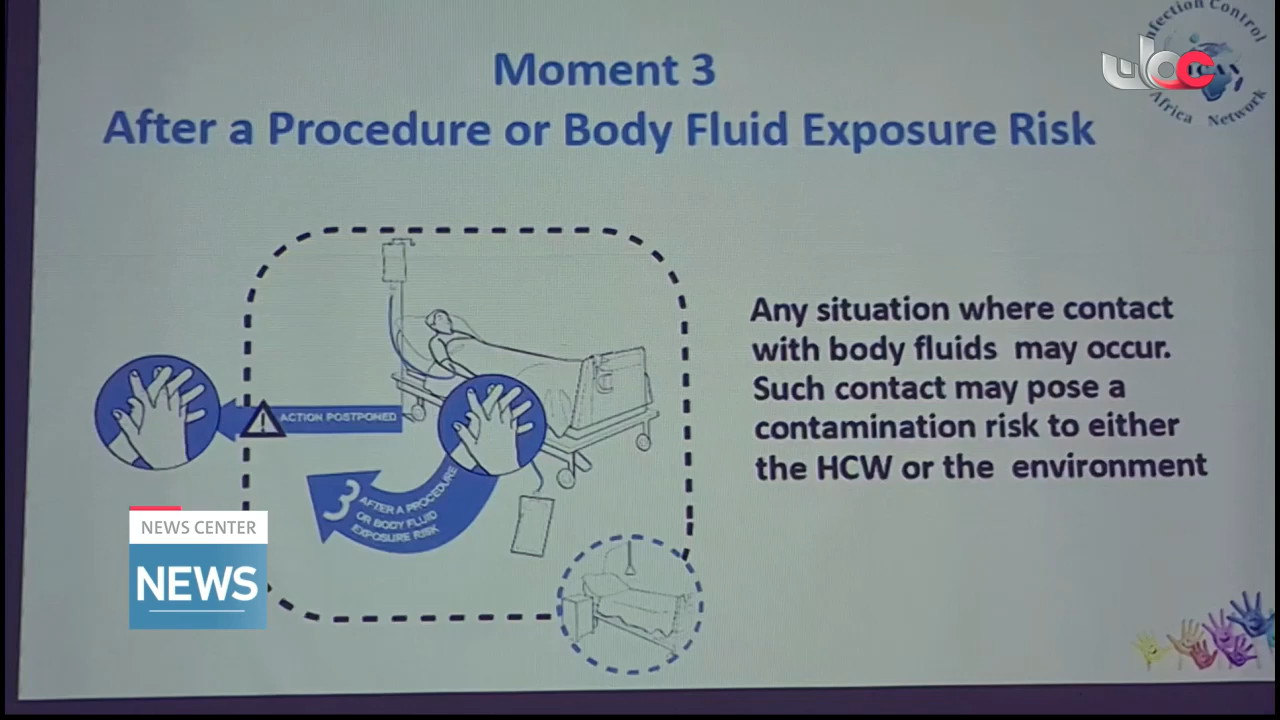 Infection Control
Africa Network
ICAN
ubc
Moment 3
After a Procedure or Body Fluid Exposure Risk
Any situation where contact
with body fluids may occur.
Such contact may pose a
contamination risk to either
the HCW or the environment
ACTION POSTPONED
3
AFTER A PROCEDURE
OR BODY FLUID
EXPOSURE RISK
NEWS CENTER
NEWS